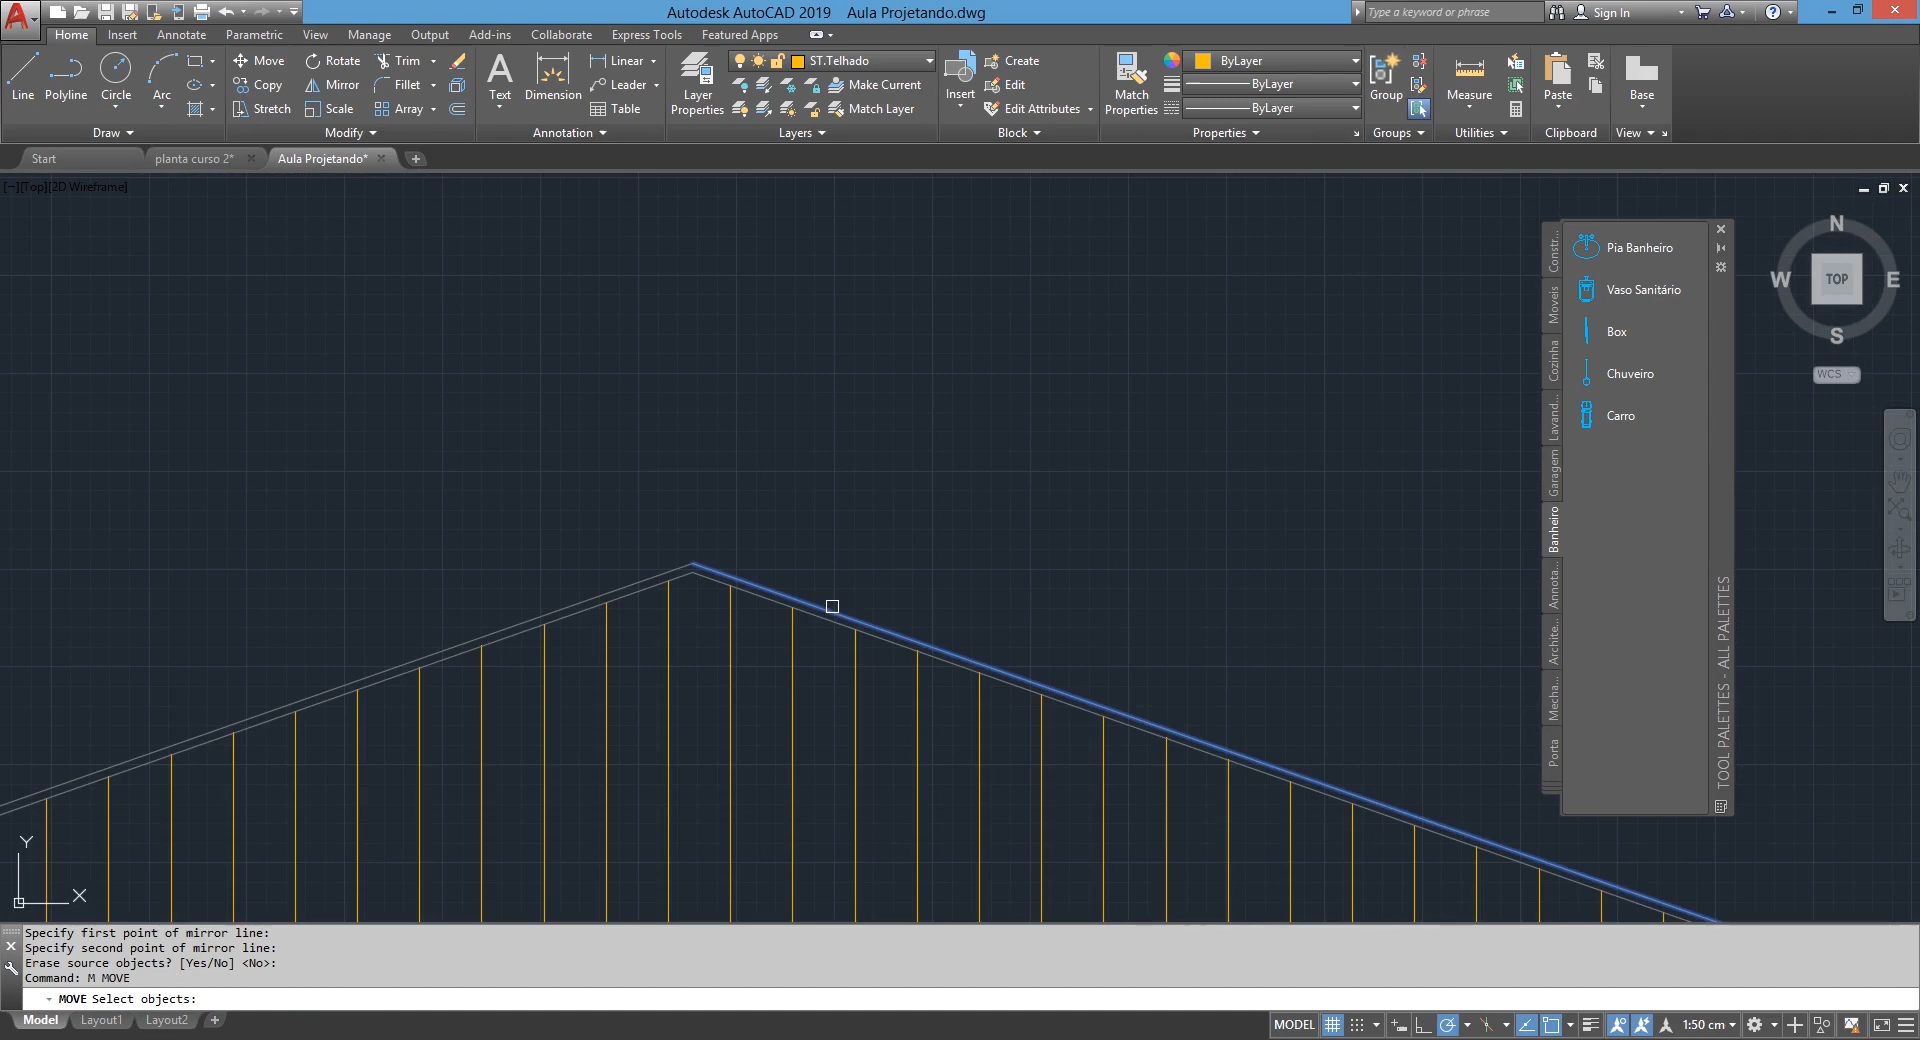 Autodesk AutoCAD 2019 Aula Projetando.dwg
Type a keyword or phrase
Sign In
Home Insert Annotate Parametric View Manage Output Add-ins Collaborate Express Tools Featured Apps
Line Polyline Circle Arc
Draw
Move Rotate Trim
Copy Mirror Fillet
Stretch Scale Array
Modify
Text Dimension
Linear
Leader
Table
Annotation
Layer Properties
ST.Telhado
Make Current
Match Layer
Layers
Insert
Create
Edit
Edit Attributes
Block
Match Properties
ByLayer
ByLayer
ByLayer
Properties
Group
Groups
Measure
Utilities
Paste
Clipboard
Base
View
Start planta curso 2* Aula Projetando*
[−][Top][2D Wireframe]
Constr...
Moveis
Cozinha
Lavand...
Garagem
Banheiro
Annota...
Archite...
Mecha...
Porta
Pia Banheiro
Vaso Sanitário
Box
Chuveiro
Carro
TOOL PALETTES - ALL PALETTES
N
W TOP E
S
WCS
Y
X
Specify first point of mirror line:
Specify second point of mirror line:
Erase source objects? [Yes/No] <No>:
Command: M MOVE
MOVE Select objects:
Model Layout1 Layout2
MODEL
1:50 cm